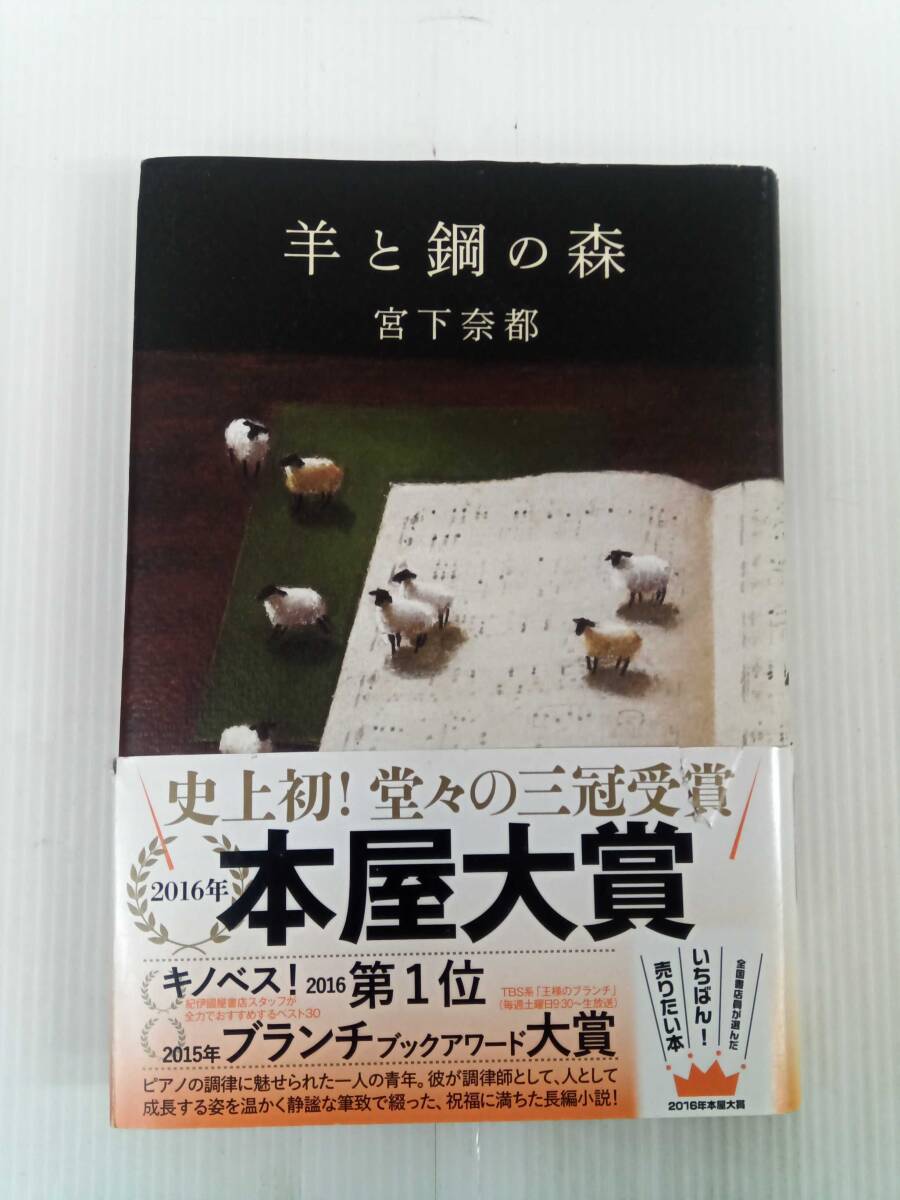 羊と鋼の森
宮下奈都
史上初！堂々の三冠受賞
2016年
本屋大賞
キノベス！2016 第1位
紀伊國屋書店スタッフが
全力でおすすめするベスト30
TBS系「王様のブランチ」
（毎週土曜日9:30〜生放送）
2015年 ブランチブックアワード大賞
ピアノの調律に魅せられた一人の青年。彼が調律師として、人として
成長する姿を温かく静謐な筆致で綴った、祝福に満ちた長編小説！
全国書店員が選んだ
いちばん！
売りたい本
2016年本屋大賞